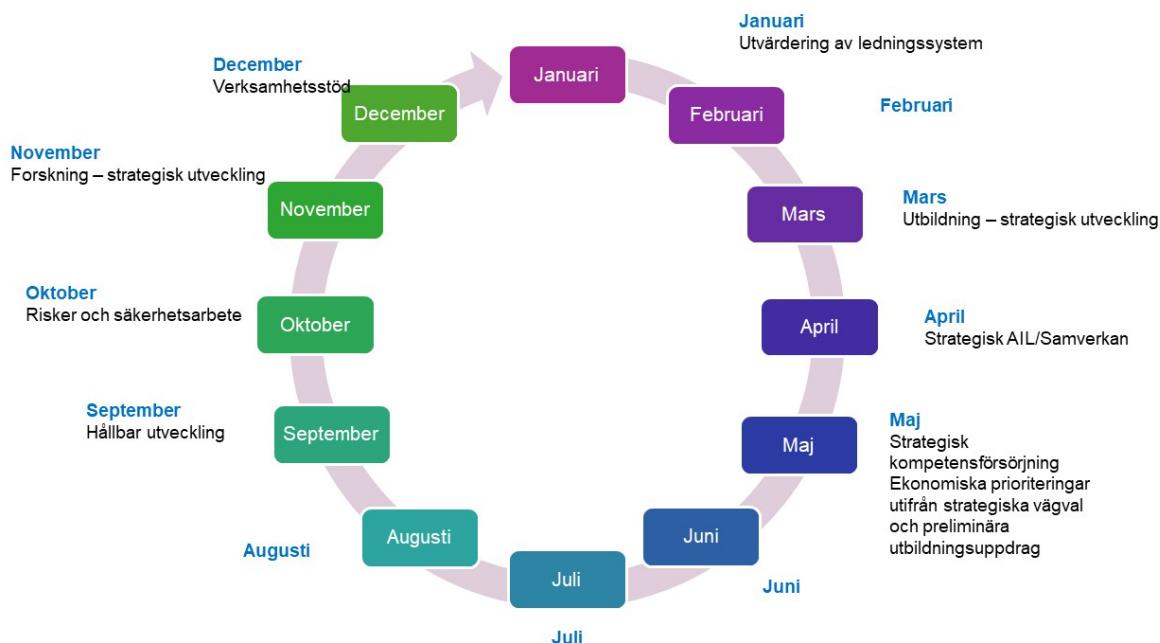 Januari
Utvärdering av ledningssystem
Februari
Mars
Utbildning – strategisk utveckling
April
Strategisk AIL/Samverkan
Maj
Strategisk
kompetensförsörjning
Ekonomiska prioriteringar
utifrån strategiska vägval
och preliminära
utbildningsuppdrag
Juni
Juli
Augusti
September
Hållbar utveckling
Oktober
Risker och säkerhetsarbete
November
Forskning – strategisk utveckling
December
Verksamhetsstöd
Januari
Februari
Mars
April
Maj
Juni
Juli
Augusti
September
Oktober
November
December